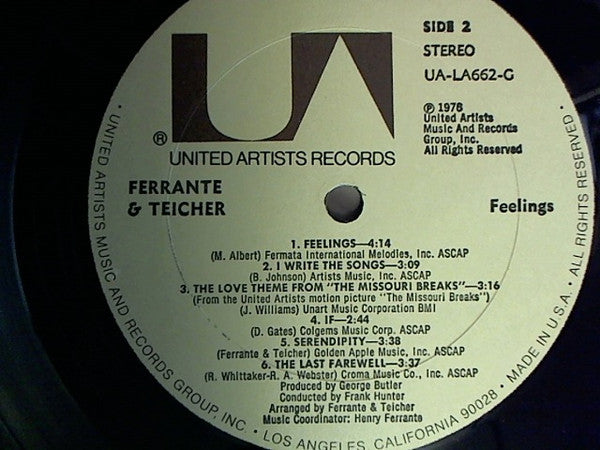 UA
®
UNITED ARTISTS RECORDS
SIDE 2
STEREO
UA-LA662-G
℗ 1976
United Artists
Music And Records
Group, Inc.
All Rights Reserved
FERRANTE
& TEICHER
Feelings
1. FEELINGS—4:14
(M. Albert) Fermata International Melodies, Inc. ASCAP
2. I WRITE THE SONGS—3:09
(B. Johnson) Artists Music, Inc. ASCAP
3. THE LOVE THEME FROM "THE MISSOURI BREAKS"—3:16
(From the United Artists motion picture "The Missouri Breaks")
(J. Williams) Unart Music Corporation BMI
4. IF—2:44
(D. Gates) Colgems Music Corp. ASCAP
5. SERENDIPITY—3:38
(Ferrante & Teicher) Golden Apple Music, Inc. ASCAP
6. THE LAST FAREWELL—3:37
(R. Whittaker-R. A. Webster) Croma Music Co., Inc. ASCAP
Produced by George Butler
Conducted by Frank Hunter
Arranged by Ferrante & Teicher
Music Coordinator: Henry Ferrante
• UNITED ARTISTS MUSIC AND RECORDS GROUP, INC. • LOS ANGELES, CALIFORNIA 90028 • MADE IN U.S.A. • ALL RIGHTS RESERVED •